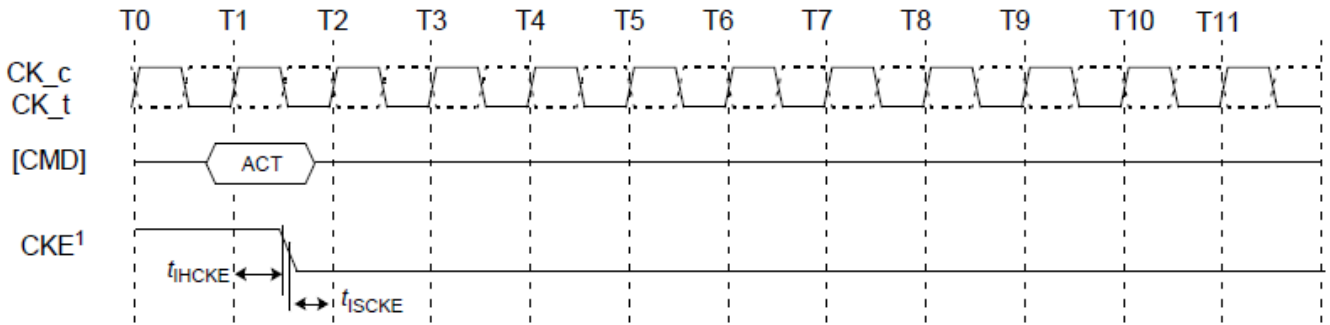 T0 T1 T2 T3 T4 T5 T6 T7 T8 T9 T10 T11
CK_c
CK_t
[CMD] ACT
CKE1
tIHCKE
tISCKE